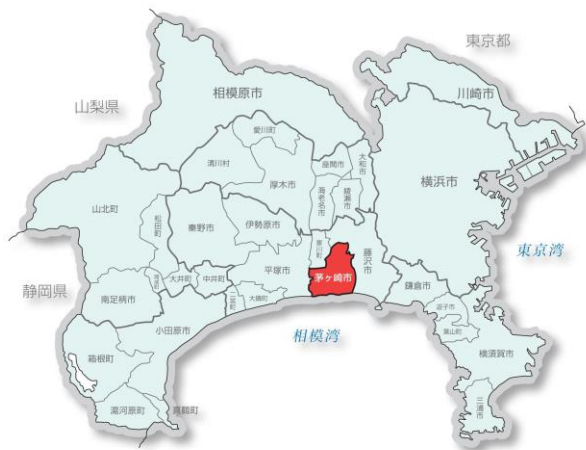 東京都
川崎市
相模原市
山梨県
愛川町
清川村
座間市
大和市
厚木市
海老名市
綾瀬市
横浜市
山北町
松田町
秦野市
伊勢原市
寒川町
藤沢市
東京湾
静岡県
南足柄市
開成町
大井町
中井町
平塚市
茅ヶ崎市
鎌倉市
二宮町
大磯町
逗子市
葉山町
小田原市
相模湾
箱根町
横須賀市
三浦市
湯河原町
真鶴町